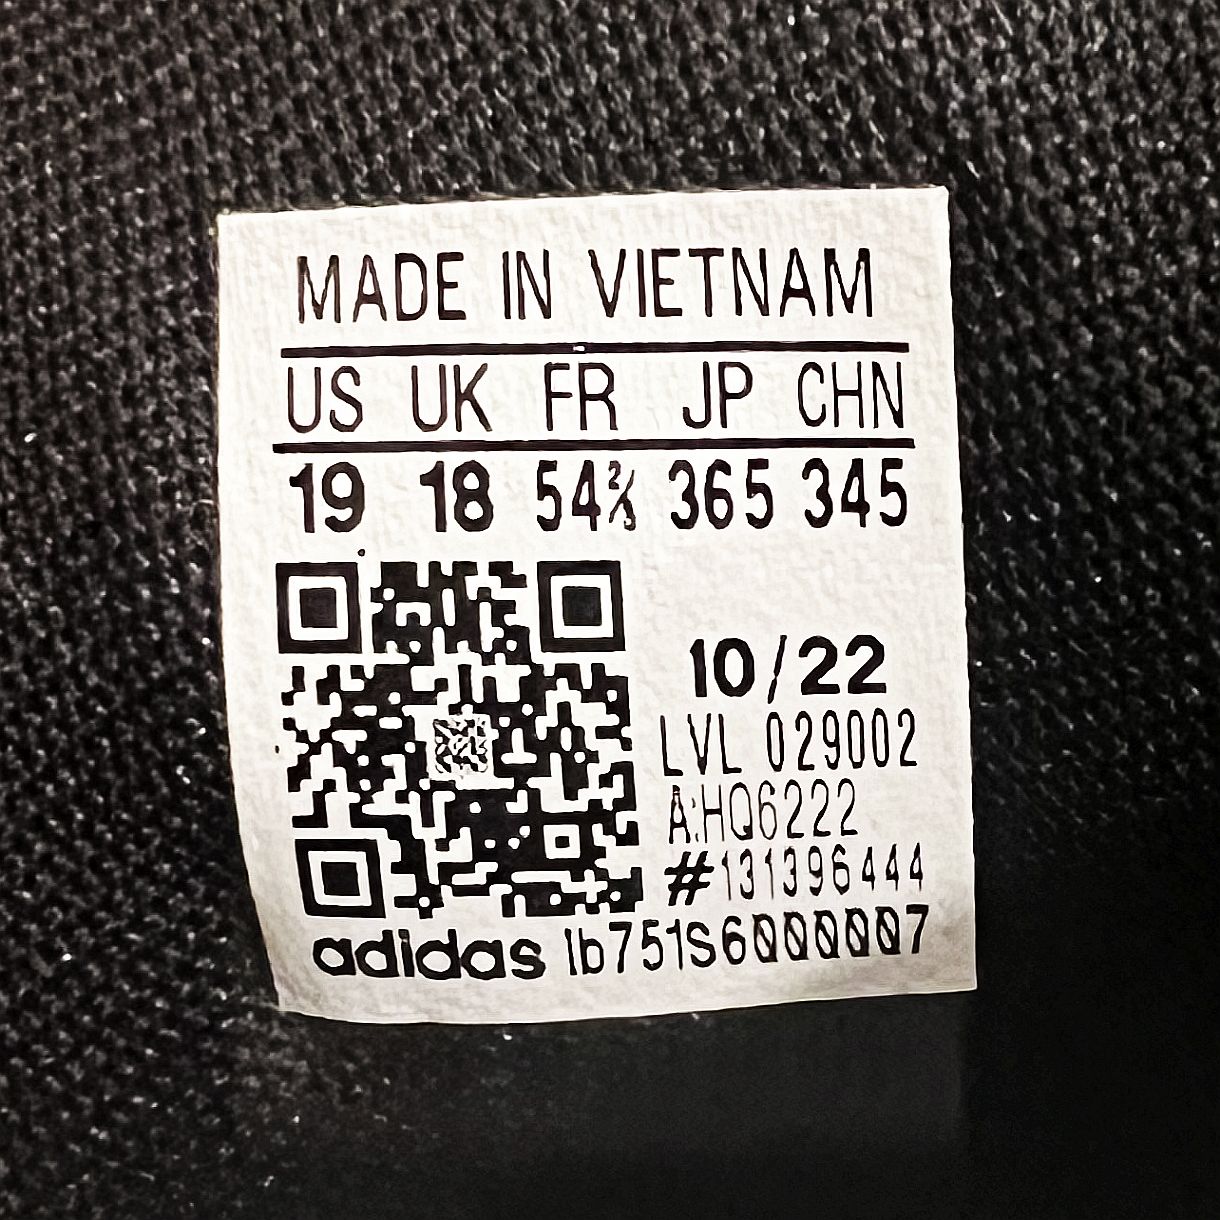 MADE IN VIETNAM
US UK FR JP CHN
19 18 54⅔ 365 345
10/22
LVL 029002
A:HQ6222
#131396444
adidas lb751S6000007